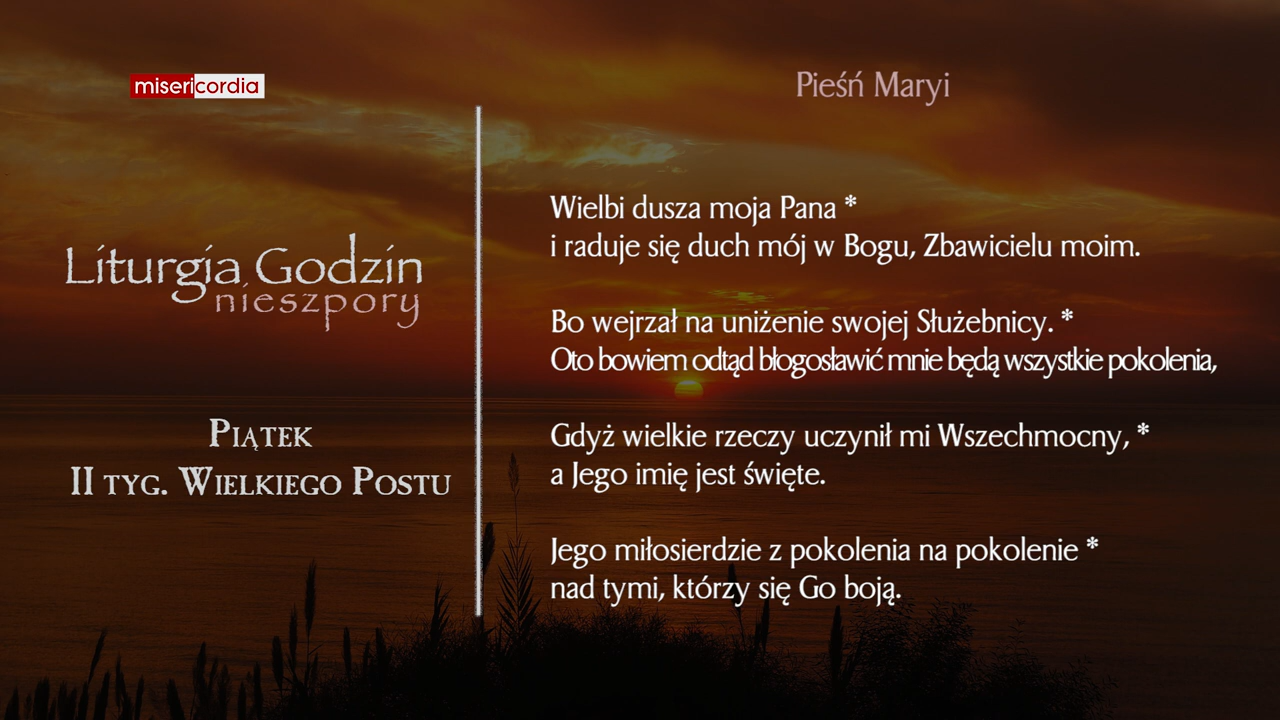 misericordia
Liturgia Godzin
nieszpory
Piątek
II tyg. Wielkiego Postu
Pieśń Maryi
Wielbi dusza moja Pana *
i raduje się duch mój w Bogu, Zbawicielu moim.
Bo wejrzał na uniżenie swojej Służebnicy. *
Oto bowiem odtąd błogosławić mnie będą wszystkie pokolenia,
Gdyż wielkie rzeczy uczynił mi Wszechmocny, *
a Jego imię jest święte.
Jego miłosierdzie z pokolenia na pokolenie *
nad tymi, którzy się Go boją.